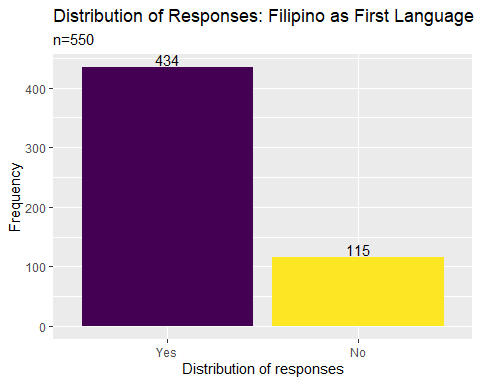 Distribution of Responses: Filipino as First Language
n=550
434
115
400
300
200
100
0
Frequency
Yes
No
Distribution of responses